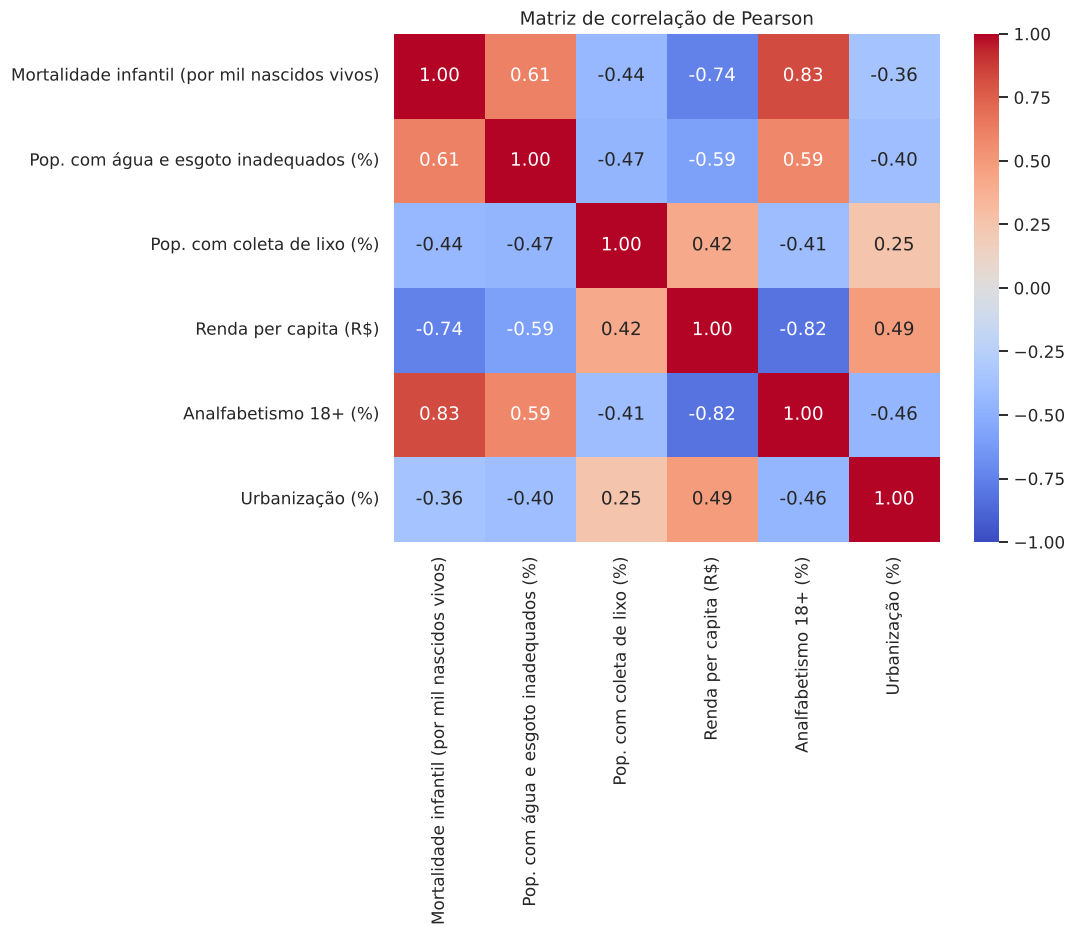 Matriz de correlação de Pearson
Mortalidade infantil (por mil nascidos vivos) 1.00 0.61 -0.44 -0.74 0.83 -0.36
Pop. com água e esgoto inadequados (%) 0.61 1.00 -0.47 -0.59 0.59 -0.40
Pop. com coleta de lixo (%) -0.44 -0.47 1.00 0.42 -0.41 0.25
Renda per capita (R$) -0.74 -0.59 0.42 1.00 -0.82 0.49
Analfabetismo 18+ (%) 0.83 0.59 -0.41 -0.82 1.00 -0.46
Urbanização (%) -0.36 -0.40 0.25 0.49 -0.46 1.00
Mortalidade infantil (por mil nascidos vivos)
Pop. com água e esgoto inadequados (%)
Pop. com coleta de lixo (%)
Renda per capita (R$)
Analfabetismo 18+ (%)
Urbanização (%)
1.00
0.75
0.50
0.25
0.00
−0.25
−0.50
−0.75
−1.00